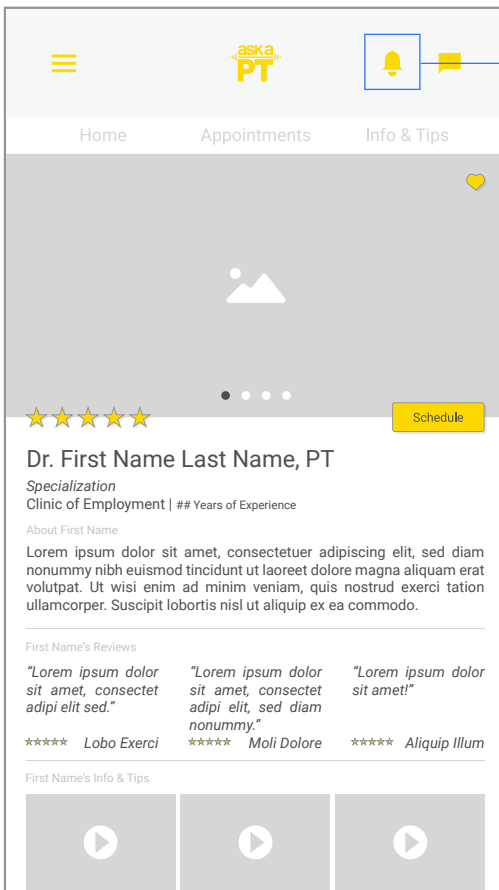 aska
PT
Home Appointments Info & Tips
Schedule
Dr. First Name Last Name, PT
Specialization
Clinic of Employment | ## Years of Experience
About First Name
Lorem ipsum dolor sit amet, consectetuer adipiscing elit, sed diam
nonummy nibh euismod tincidunt ut laoreet dolore magna aliquam erat
volutpat. Ut wisi enim ad minim veniam, quis nostrud exerci tation
ullamcorper. Suscipit lobortis nisl ut aliquip ex ea commodo.
First Name's Reviews
“Lorem ipsum dolor
sit amet, consectet
adipi elit sed.”
Lobo Exerci
“Lorem ipsum dolor
sit amet, consectet
adipi elit, sed diam
nonummy.”
Moli Dolore
“Lorem ipsum dolor
sit amet!”
Aliquip Illum
First Name's Info & Tips